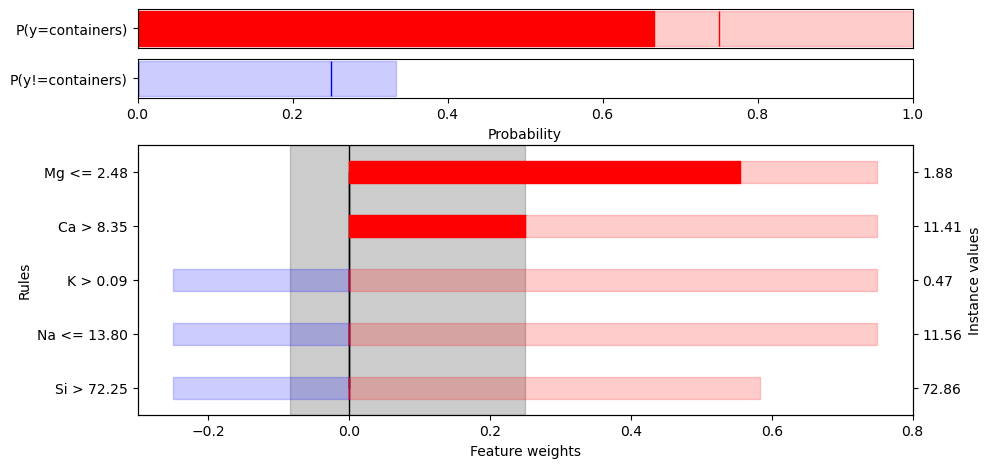 P(y=containers)
P(y!=containers)
0.0 0.2 0.4 0.6 0.8 1.0
Probability
Mg <= 2.48 1.88
Ca > 8.35 11.41
K > 0.09 0.47
Na <= 13.80 11.56
Si > 72.25 72.86
Rules
Instance values
−0.2 0.0 0.2 0.4 0.6 0.8
Feature weights